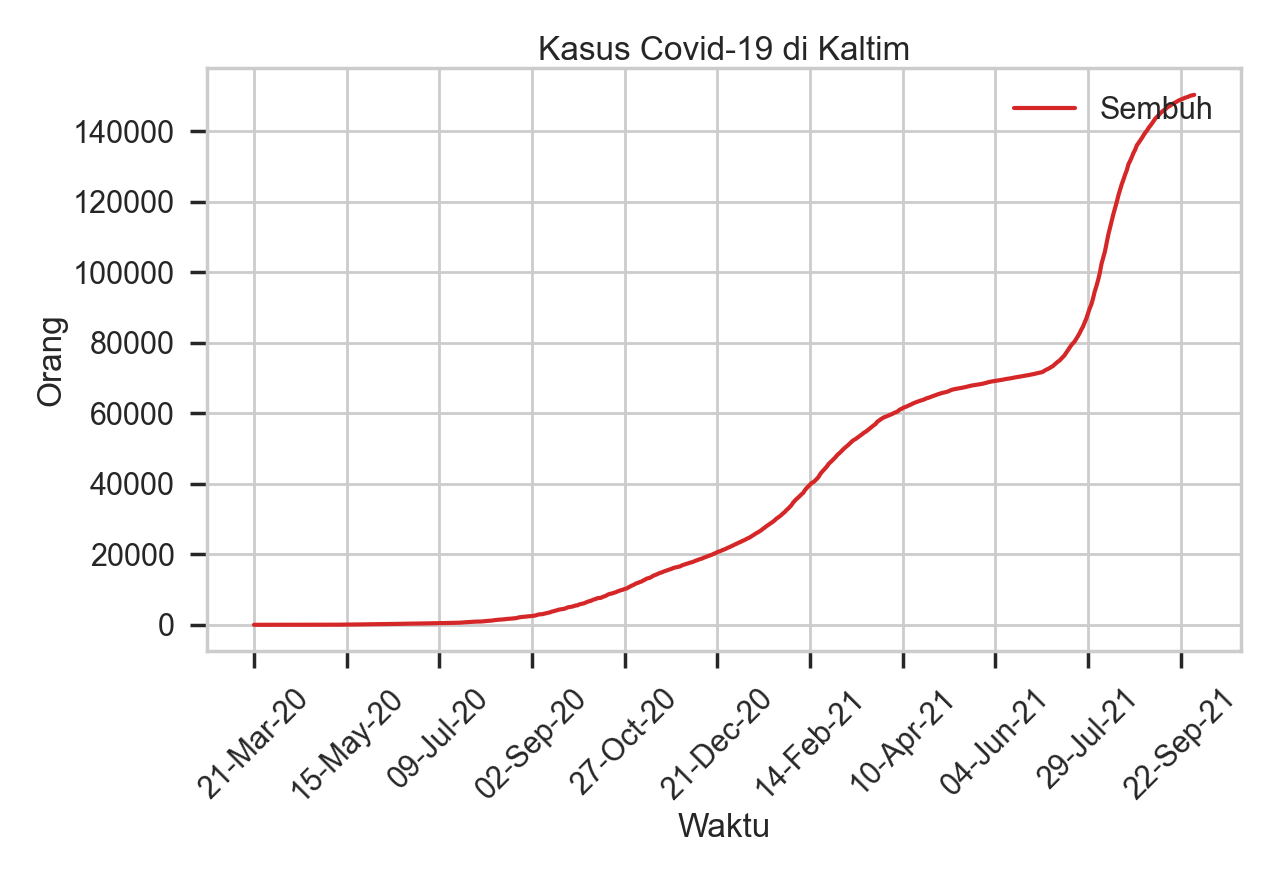 Kasus Covid-19 di Kaltim
Sembuh
140000
120000
100000
80000
60000
40000
20000
0
Orang
21-Mar-20
15-May-20
09-Jul-20
02-Sep-20
27-Oct-20
21-Dec-20
14-Feb-21
10-Apr-21
04-Jun-21
29-Jul-21
22-Sep-21
Waktu